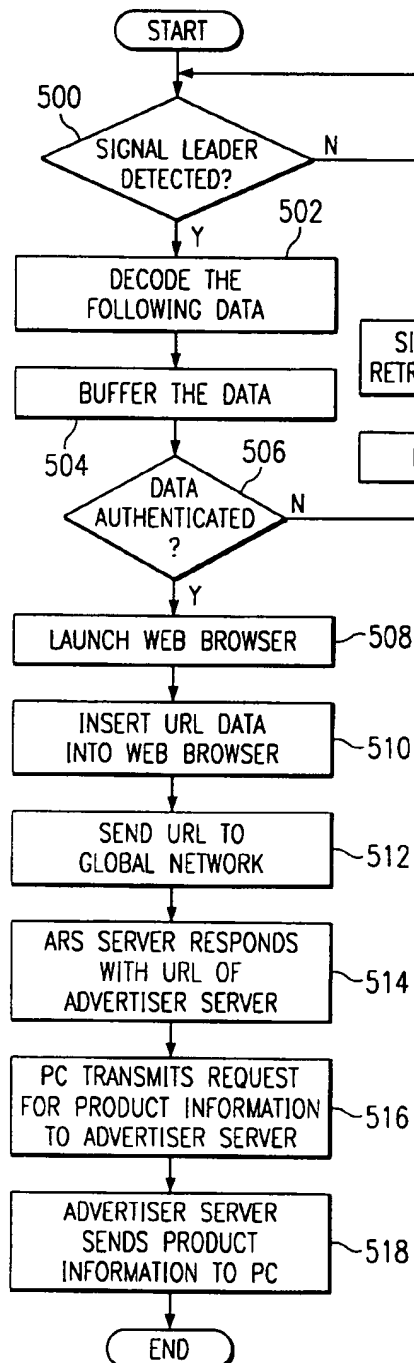 START
500
SIGNAL LEADER
DETECTED?
N
Y
502
DECODE THE
FOLLOWING DATA
SI
RETR
BUFFER THE DATA
504
506
DATA
AUTHENTICATED
?
N
Y
LAUNCH WEB BROWSER
508
INSERT URL DATA
INTO WEB BROWSER
510
SEND URL TO
GLOBAL NETWORK
512
ARS SERVER RESPONDS
WITH URL OF
ADVERTISER SERVER
514
PC TRANSMITS REQUEST
FOR PRODUCT INFORMATION
TO ADVERTISER SERVER
516
ADVERTISER SERVER
SENDS PRODUCT
INFORMATION TO PC
518
END